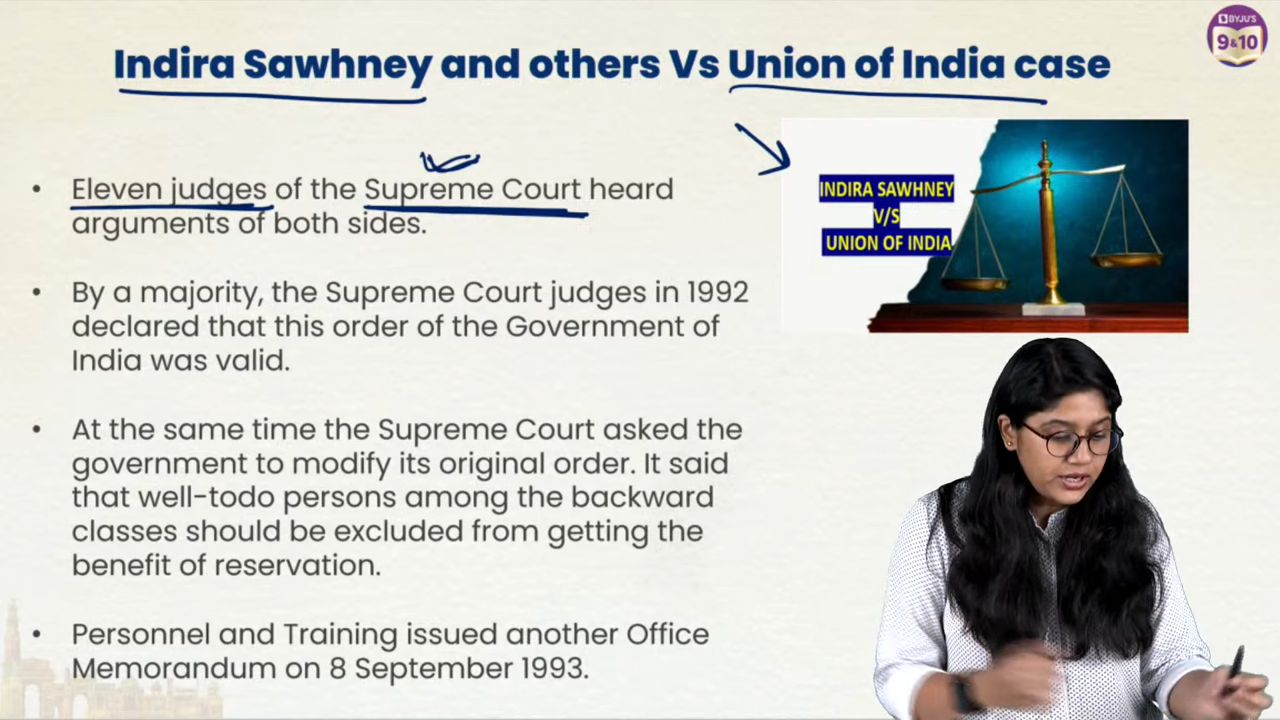 BYJU'S
9&10
Indira Sawhney and others Vs Union of India case
INDIRA SAWHNEY
V/S
UNION OF INDIA
• Eleven judges of the Supreme Court heard
arguments of both sides.
• By a majority, the Supreme Court judges in 1992
declared that this order of the Government of
India was valid.
• At the same time the Supreme Court asked the
government to modify its original order. It said
that well-todo persons among the backward
classes should be excluded from getting the
benefit of reservation.
• Personnel and Training issued another Office
Memorandum on 8 September 1993.